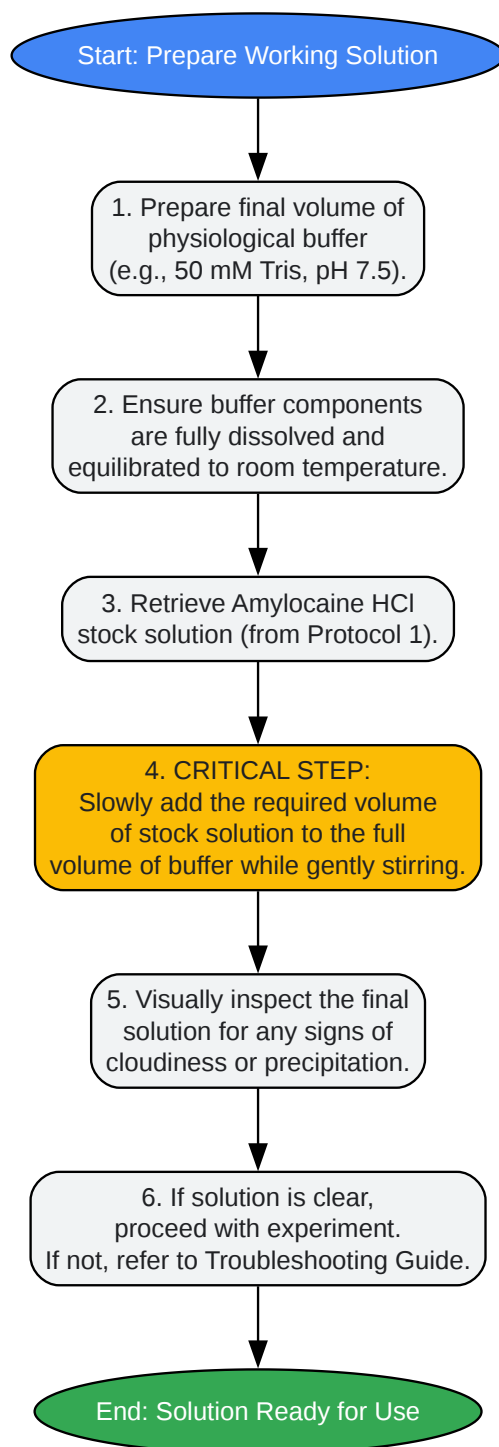 Start: Prepare Working Solution
1. Prepare final volume of
physiological buffer
(e.g., 50 mM Tris, pH 7.5).
2. Ensure buffer components
are fully dissolved and
equilibrated to room temperature.
3. Retrieve Amylocaine HCl
stock solution (from Protocol 1).
4. CRITICAL STEP:
Slowly add the required volume
of stock solution to the full
volume of buffer while gently stirring.
5. Visually inspect the final
solution for any signs of
cloudiness or precipitation.
6. If solution is clear,
proceed with experiment.
If not, refer to Troubleshooting Guide.
End: Solution Ready for Use